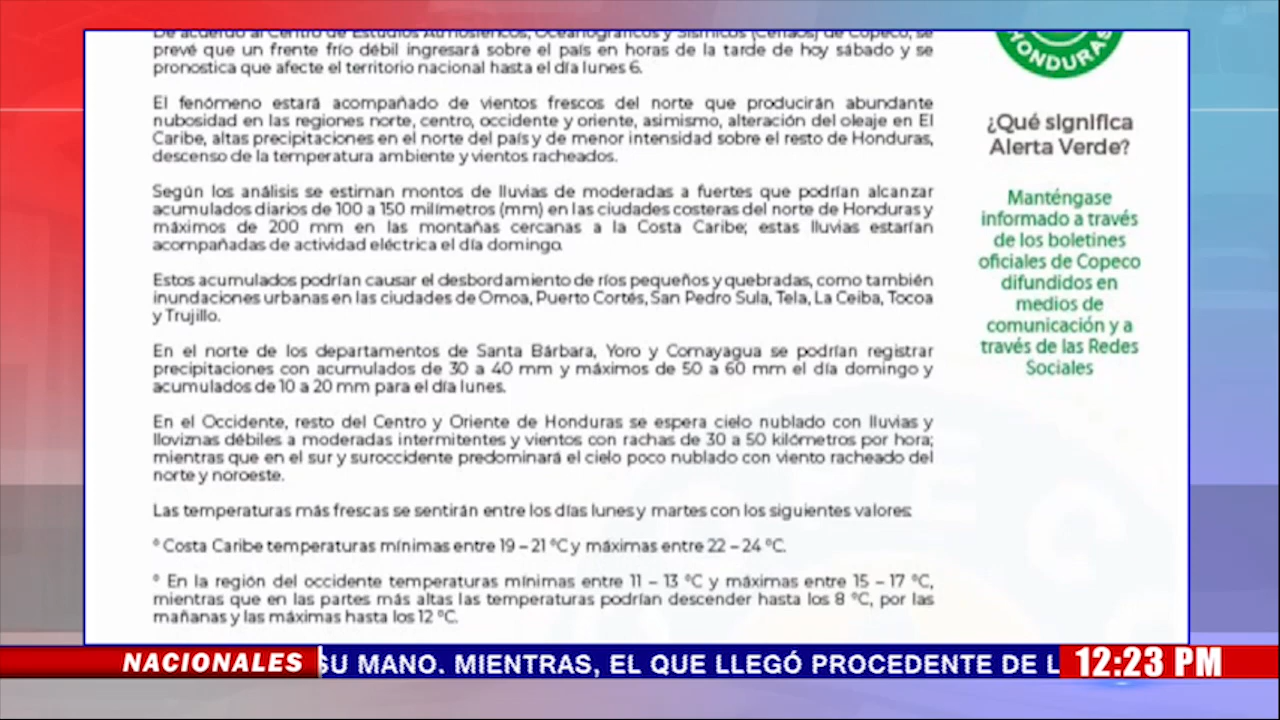 De acuerdo al Centro de Estudios Atmosféricos, Oceanográficos y Sísmicos (Cenaos) de Copeco, se
prevé que un frente frío débil ingresará sobre el país en horas de la tarde de hoy sábado y se
pronostica que afecte el territorio nacional hasta el día lunes 6.
El fenómeno estará acompañado de vientos frescos del norte que producirán abundante
nubosidad en las regiones norte, centro, occidente y oriente, asimismo, alteración del oleaje en El
Caribe, altas precipitaciones en el norte del país y de menor intensidad sobre el resto de Honduras,
descenso de la temperatura ambiente y vientos racheados.
Según los análisis se estiman montos de lluvias de moderadas a fuertes que podrían alcanzar
acumulados diarios de 100 a 150 milímetros (mm) en las ciudades costeras del norte de Honduras y
máximos de 200 mm en las montañas cercanas a la Costa Caribe; estas lluvias estarían
acompañadas de actividad eléctrica el día domingo.
Estos acumulados podrían causar el desbordamiento de ríos pequeños y quebradas, como también
inundaciones urbanas en las ciudades de Omoa, Puerto Cortés, San Pedro Sula, Tela, La Ceiba, Tocoa
y Trujillo.
En el norte de los departamentos de Santa Bárbara, Yoro y Comayagua se podrían registrar
precipitaciones con acumulados de 30 a 40 mm y máximos de 50 a 60 mm el día domingo y
acumulados de 10 a 20 mm para el día lunes.
En el Occidente, resto del Centro y Oriente de Honduras se espera cielo nublado con lluvias y
lloviznas débiles a moderadas intermitentes y vientos con rachas de 30 a 50 kilómetros por hora;
mientras que en el sur y suroccidente predominará el cielo poco nublado con viento racheado del
norte y noroeste.
Las temperaturas más frescas se sentirán entre los días lunes y martes con los siguientes valores:
° Costa Caribe temperaturas mínimas entre 19 – 21 °C y máximas entre 22 – 24 °C.
° En la región del occidente temperaturas mínimas entre 11 – 13 °C y máximas entre 15 – 17 °C,
mientras que en las partes más altas las temperaturas podrían descender hasta los 8 °C, por las
mañanas y las máximas hasta los 12 °C.
HONDURAS
¿Qué significa
Alerta Verde?
Manténgase
informado a través
de los boletines
oficiales de Copeco
difundidos en
medios de
comunicación y a
través de las Redes
Sociales
NACIONALES
SU MANO. MIENTRAS, EL QUE LLEGÓ PROCEDENTE DE L
12:23 PM